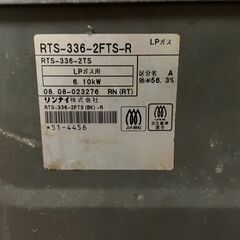 RTS-336-2FTS-R
LPガス
RTS-336-2TS
LPガス用
6.10kW
区分名 A
効率56.3%
08.08-023276 RN (RT)
リンナイ株式会社
RTS-336-2FTS(BK)-R
*51-4456
JIA